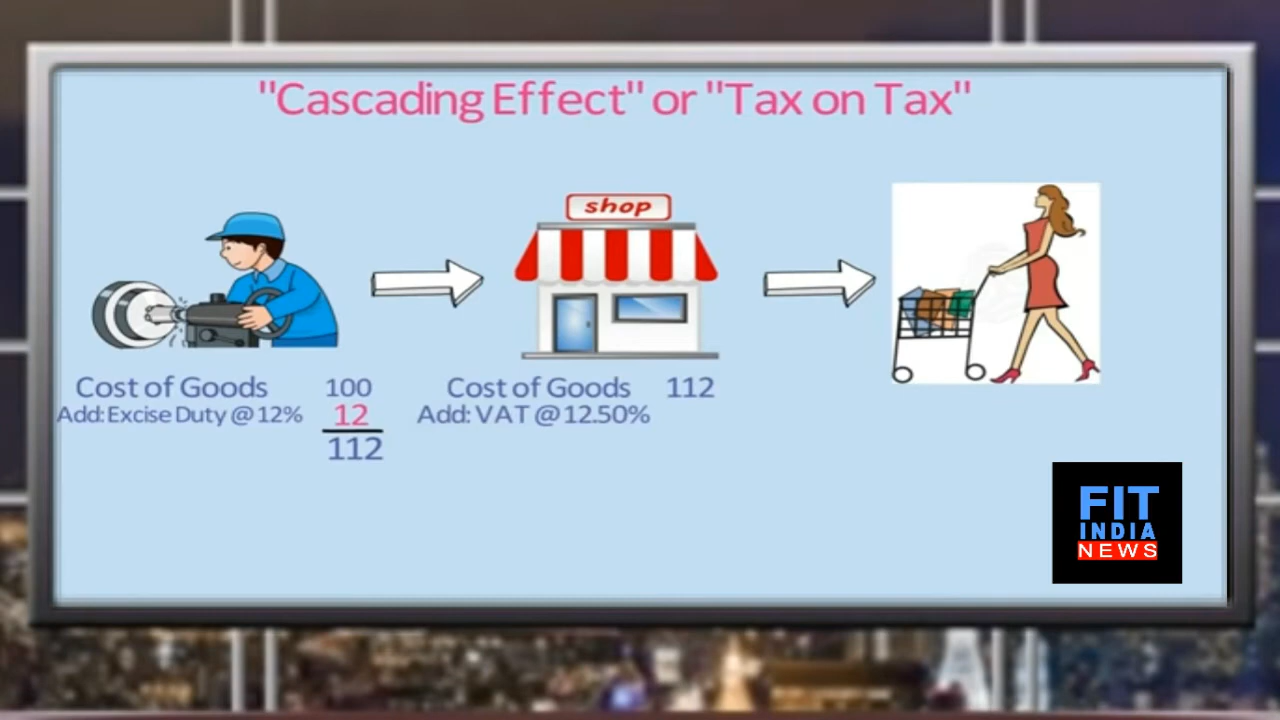 "Cascading Effect" or "Tax on Tax"
shop
Cost of Goods 100
Add: Excise Duty @ 12% 12
112
Cost of Goods 112
Add: VAT @ 12.50%
FIT
INDIA
NEWS